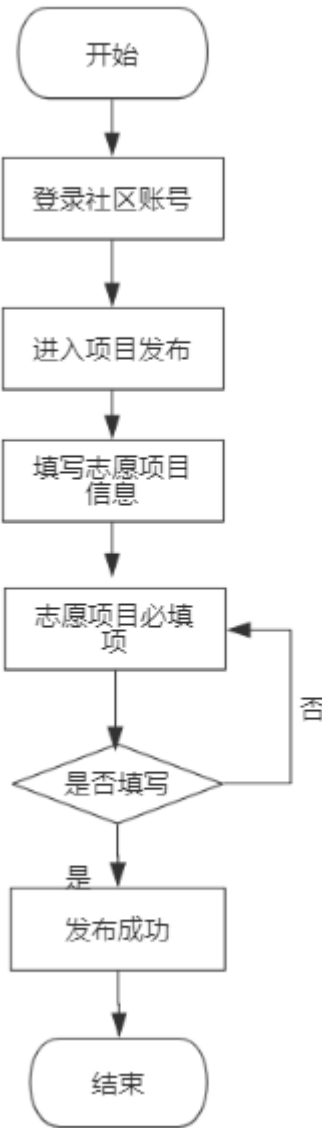 开始
登录社区账号
进入项目发布
填写志愿项目
信息
志愿项目必填
项
否
是否填写
是
发布成功
结束